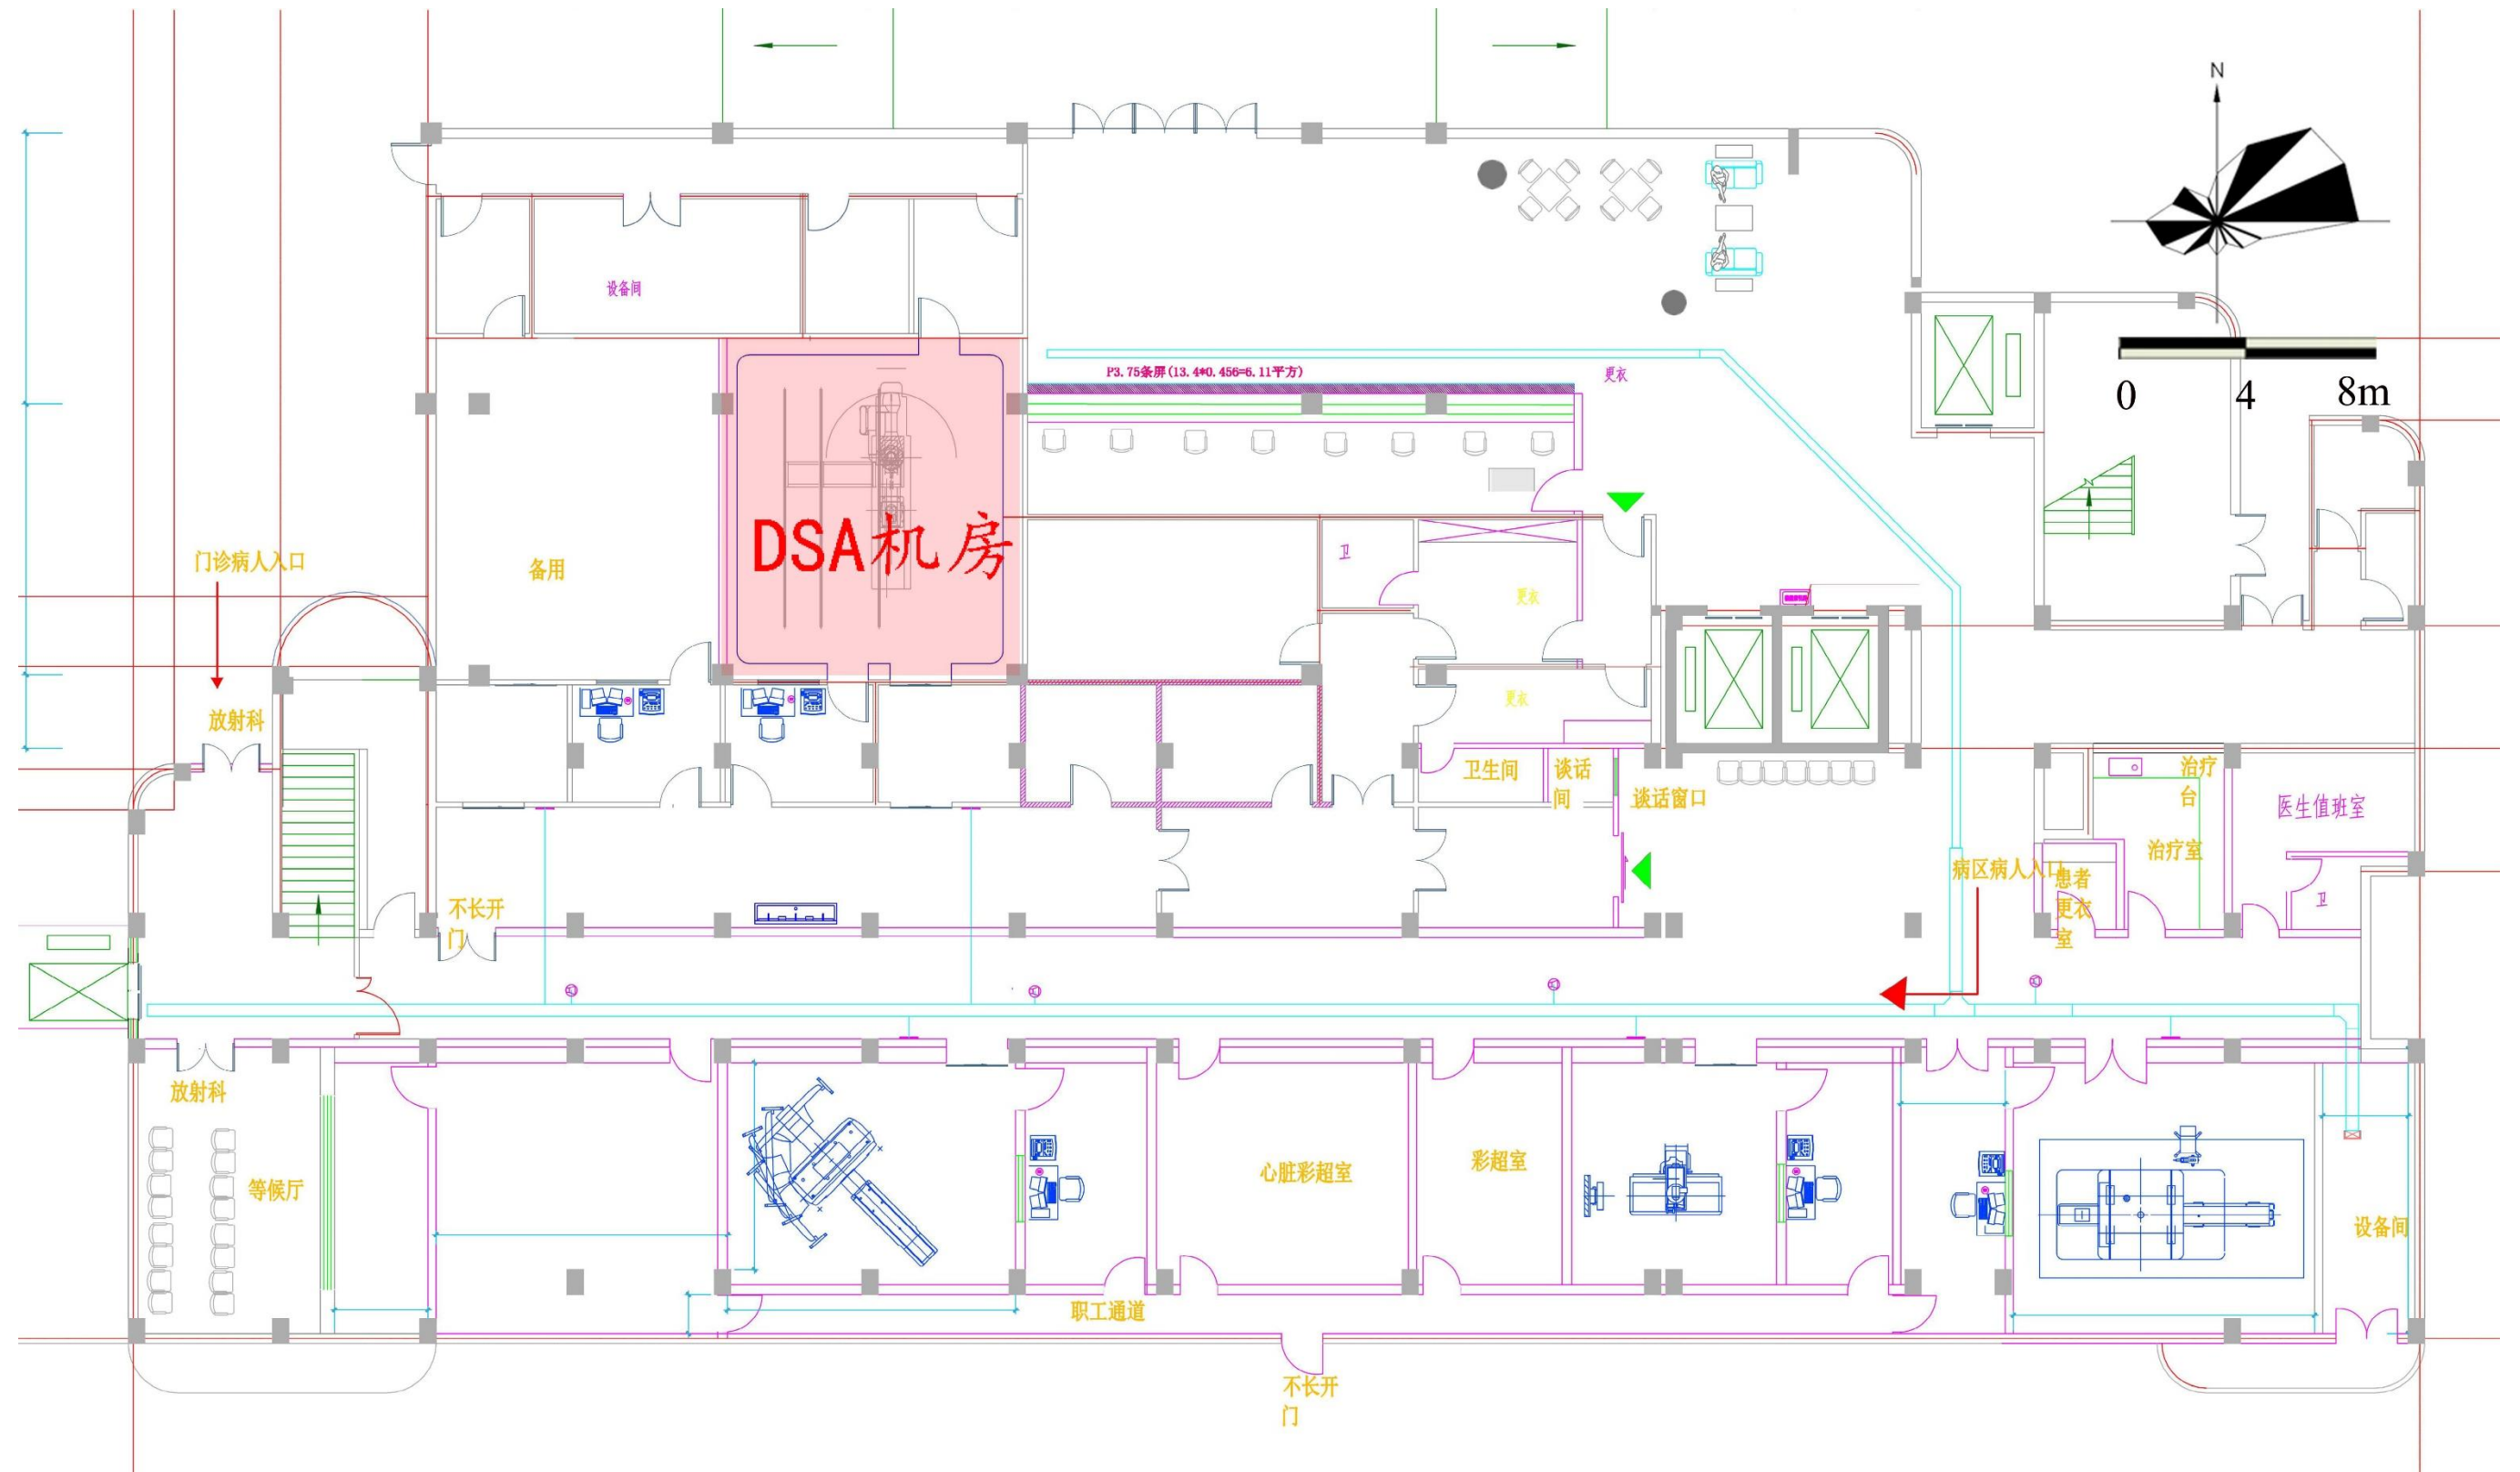 N
设备间
P3.75条屏(13.4*0.456=6.11平方)
更衣
0 4 8m
DSA机房
门诊病人入口
备用
卫
更衣
放射科
更衣
卫生间
谈话
间
谈话窗口
治疗
台
医生值班室
治疗室
病区病人入口
患者
更衣
室
卫
不长开
门
放射科
等候厅
心脏彩超室
彩超室
设备间
职工通道
不长开
门